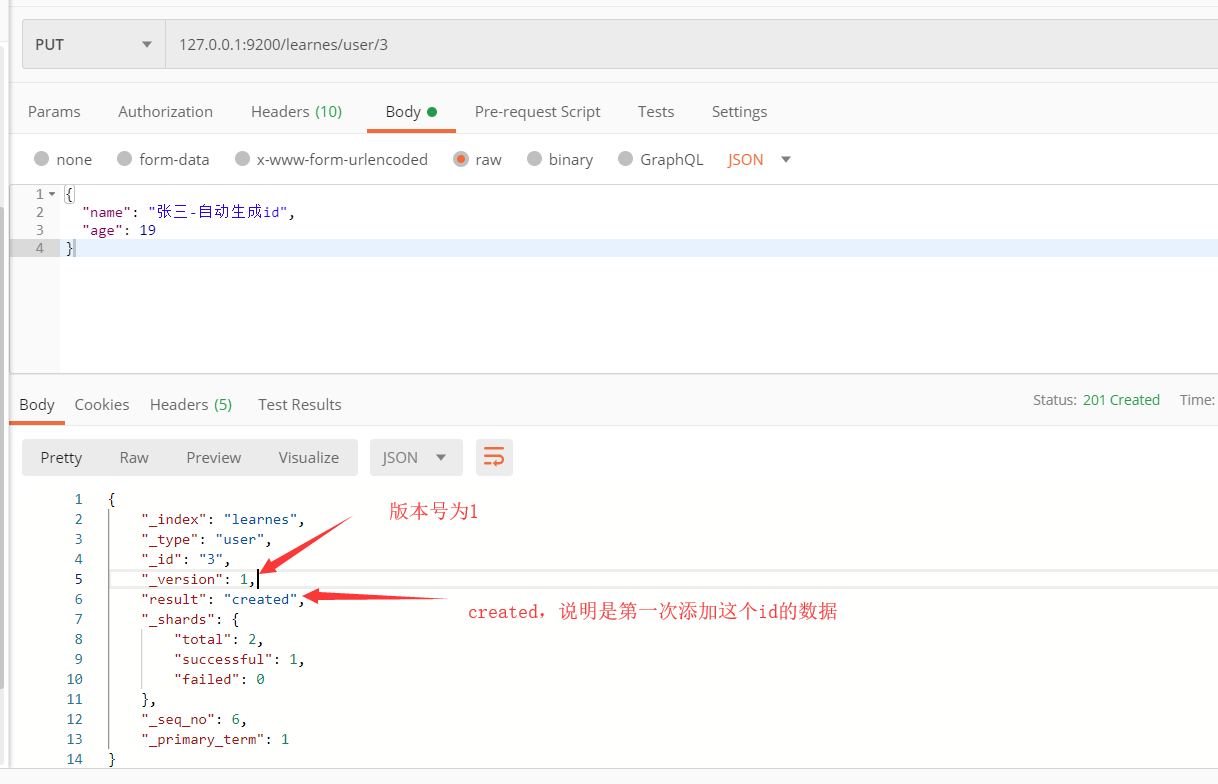 PUT 127.0.0.1:9200/learnes/user/3
Params Authorization Headers (10) Body Pre-request Script Tests Settings
none form-data x-www-form-urlencoded raw binary GraphQL JSON
1 {
2 "name": "张三-自动生成id",
3 "age": 19
4 }
Body Cookies Headers (5) Test Results Status: 201 Created Time:
Pretty Raw Preview Visualize JSON
1 {
2 "_index": "learnes",
版本号为1
3 "_type": "user",
4 "_id": "3",
5 "_version": 1,
6 "result": "created",
created，说明是第一次添加这个id的数据
7 "_shards": {
8 "total": 2,
9 "successful": 1,
10 "failed": 0
11 },
12 "_seq_no": 6,
13 "_primary_term": 1
14 }